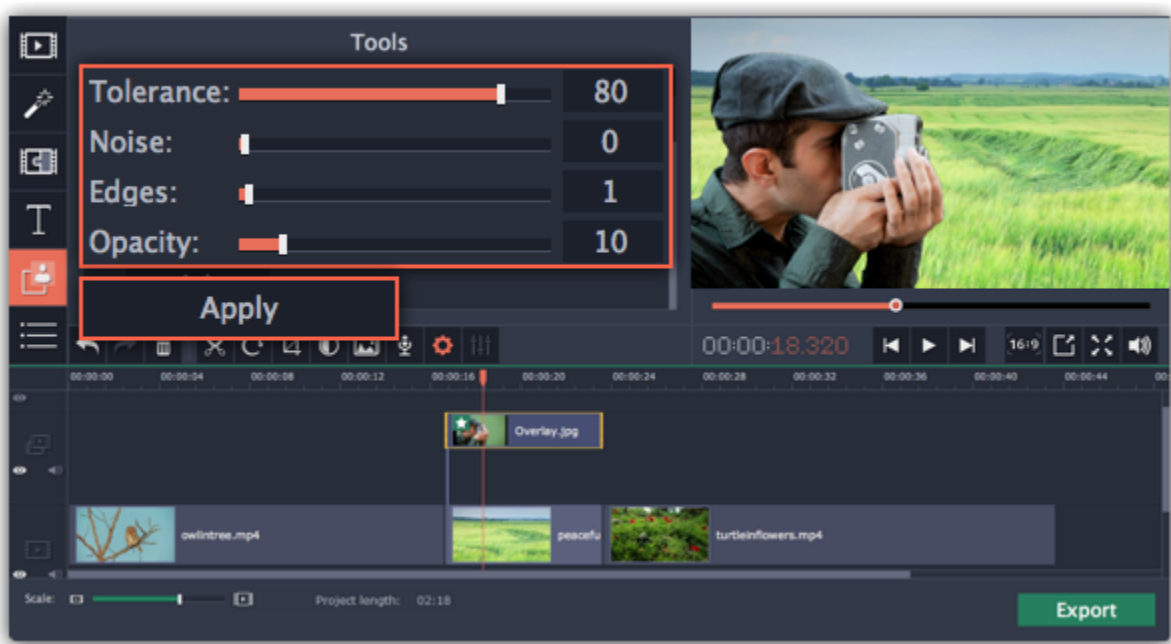 Tools
Tolerance: 80
Noise: 0
Edges: 1
Opacity: 10
Apply
T
00:00:18.320
16:9
00:00:00 00:00:04 00:00:08 00:00:12 00:00:16 00:00:20 00:00:24 00:00:28 00:00:32 00:00:36 00:00:40 00:00:44 00:
Overlay.jpg
owlintree.mp4 peacefu turtleinflowers.mp4
Scale: Project length: 02:18
Export